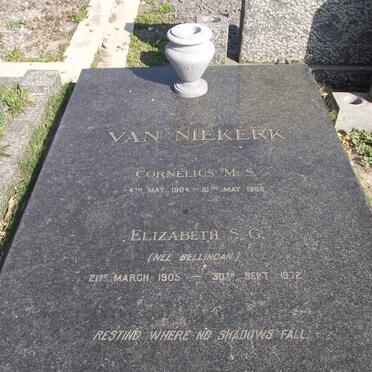 VAN NIEKERK
CORNELIUS M. S.
4TH MAY 1904 — 10TH MAY 1968
ELIZABETH S. G.
(NEE BELLINGAN)
21ST MARCH 1905 — 30TH SEPT. 1972
RESTING WHERE NO SHADOWS FALL